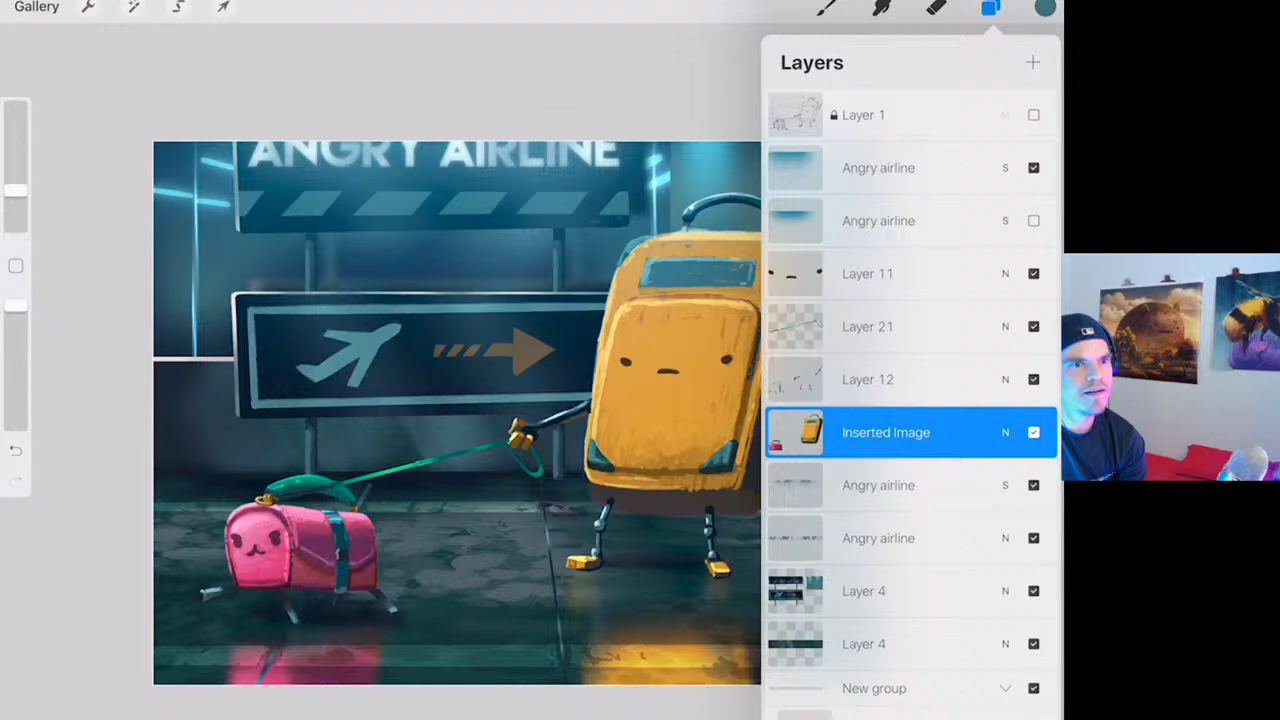 Gallery
Layers
Layer 1
Angry airline S
Angry airline S
Layer 11 N
Layer 21 N
Layer 12 N
Inserted Image N
Angry airline S
Angry airline N
Layer 4 N
Layer 4 N
New group
ANGRY AIRLINE